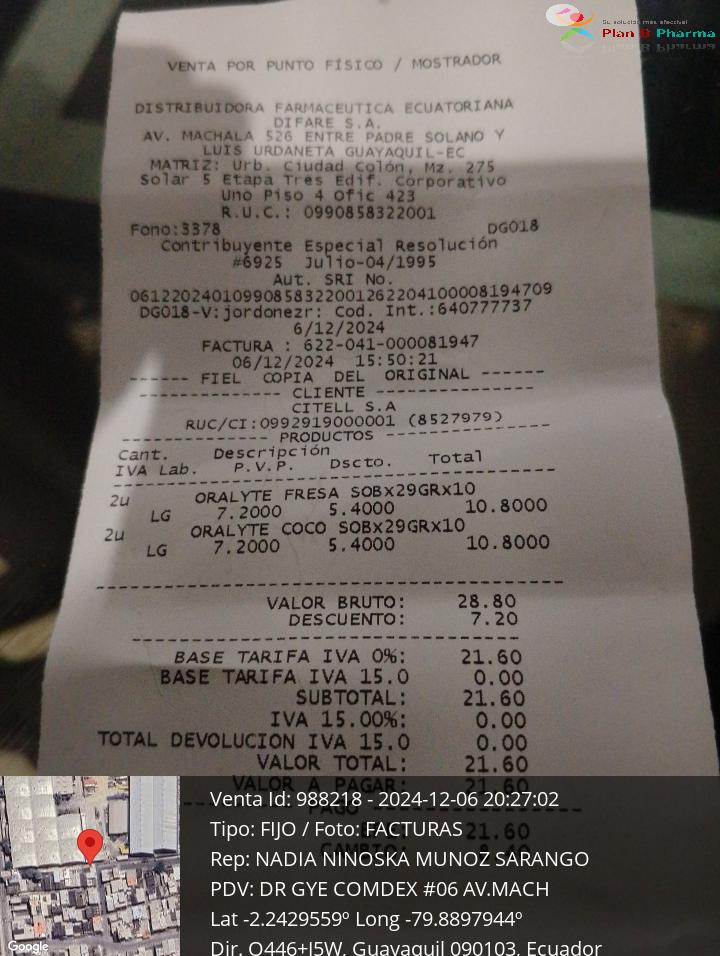 Su solución más efectiva!
Plan B Pharma
VENTA POR PUNTO FÍSICO / MOSTRADOR
DISTRIBUIDORA FARMACEUTICA ECUATORIANA
DIFARE S.A.
AV. MACHALA 526 ENTRE PADRE SOLANO Y
LUIS URDANETA GUAYAQUIL-EC
MATRIZ: Urb. Ciudad Colón, Mz. 275
Solar 5 Etapa Tres Edif. Corporativo
Uno Piso 4 Ofic 423
R.U.C.: 0990858322001
Fono:3378 DG018
Contribuyente Especial Resolución
#6925 Julio-04/1995
Aut. SRI No.
06122024010990858322001262204100008194709
DG018-V:jordonezr: Cod. Int.:640777737
6/12/2024
FACTURA : 622-041-000081947
06/12/2024 15:50:21
------ FIEL COPIA DEL ORIGINAL ------
-------------- CLIENTE --------------
CITELL S.A
RUC/CI:0992919000001 (8527979)
-------------- PRODUCTOS --------------
Cant. Descripción
IVA Lab. P.V.P. Dscto. Total
2u ORALYTE FRESA SOBx29GRx10
LG 7.2000 5.4000 10.8000
2u ORALYTE COCO SOBx29GRx10
LG 7.2000 5.4000 10.8000
VALOR BRUTO: 28.80
DESCUENTO: 7.20
BASE TARIFA IVA 0%: 21.60
BASE TARIFA IVA 15.0 0.00
SUBTOTAL: 21.60
IVA 15.00%: 0.00
TOTAL DEVOLUCION IVA 15.0 0.00
VALOR TOTAL: 21.60
VALOR A PAGAR: 21.60
PAGO
21.60
Venta Id: 988218 - 2024-12-06 20:27:02
Tipo: FIJO / Foto: FACTURAS
Rep: NADIA NINOSKA MUNOZ SARANGO
PDV: DR GYE COMDEX #06 AV.MACH
Lat -2.2429559º Long -79.8897944º
Dir. Q446+J5W, Guayaquil 090103, Ecuador
Google